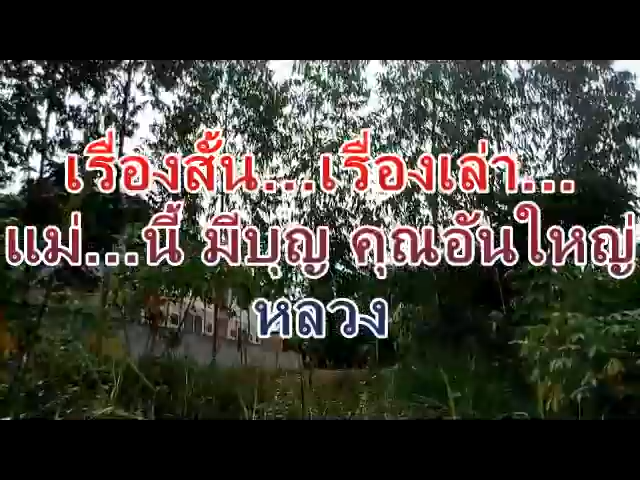 เรื่องสั้น...เรื่องเล่า...
แม่...นี้ มีบุญ คุณอันใหญ่
หลวง